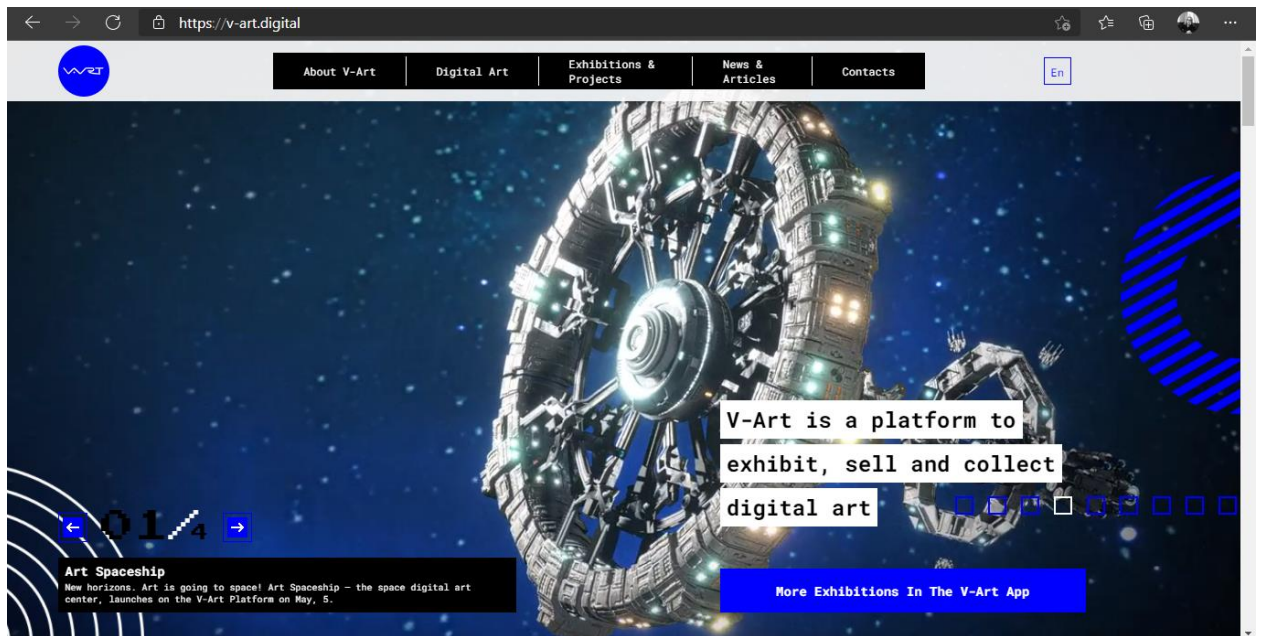 https://v-art.digital
VART
About V-Art
Digital Art
Exhibitions &
Projects
News &
Articles
Contacts
En
V-Art is a platform to
exhibit, sell and collect
digital art
01/4
Art Spaceship
New horizons. Art is going to space! Art Spaceship – the space digital art
center, launches on the V-Art Platform on May, 5.
More Exhibitions In The V-Art App